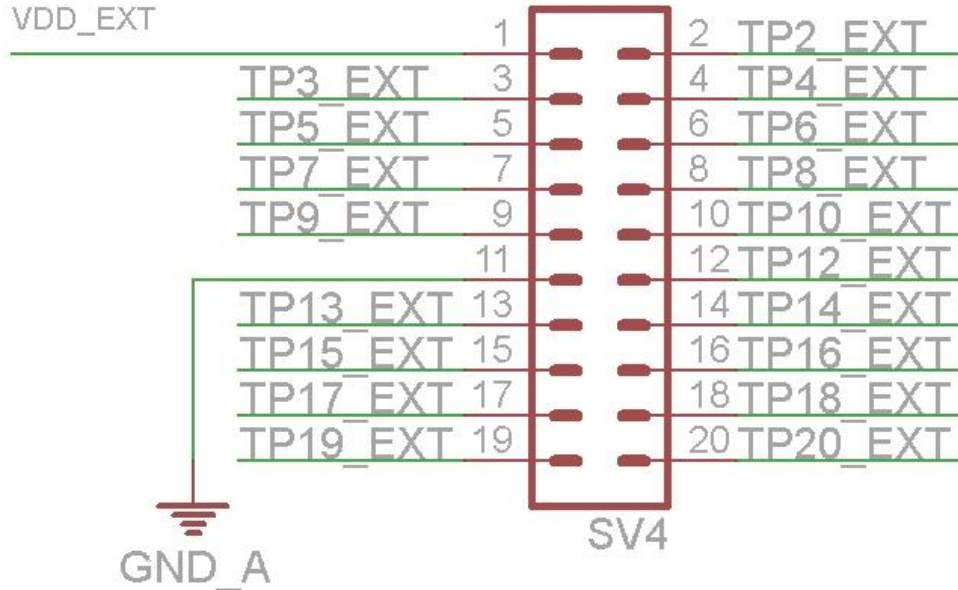 VDD_EXT
1 2 TP2_EXT
TP3_EXT 3 4 TP4_EXT
TP5_EXT 5 6 TP6_EXT
TP7_EXT 7 8 TP8_EXT
TP9_EXT 9 10 TP10_EXT
11 12 TP12_EXT
TP13_EXT 13 14 TP14_EXT
TP15_EXT 15 16 TP16_EXT
TP17_EXT 17 18 TP18_EXT
TP19_EXT 19 20 TP20_EXT
SV4
GND_A